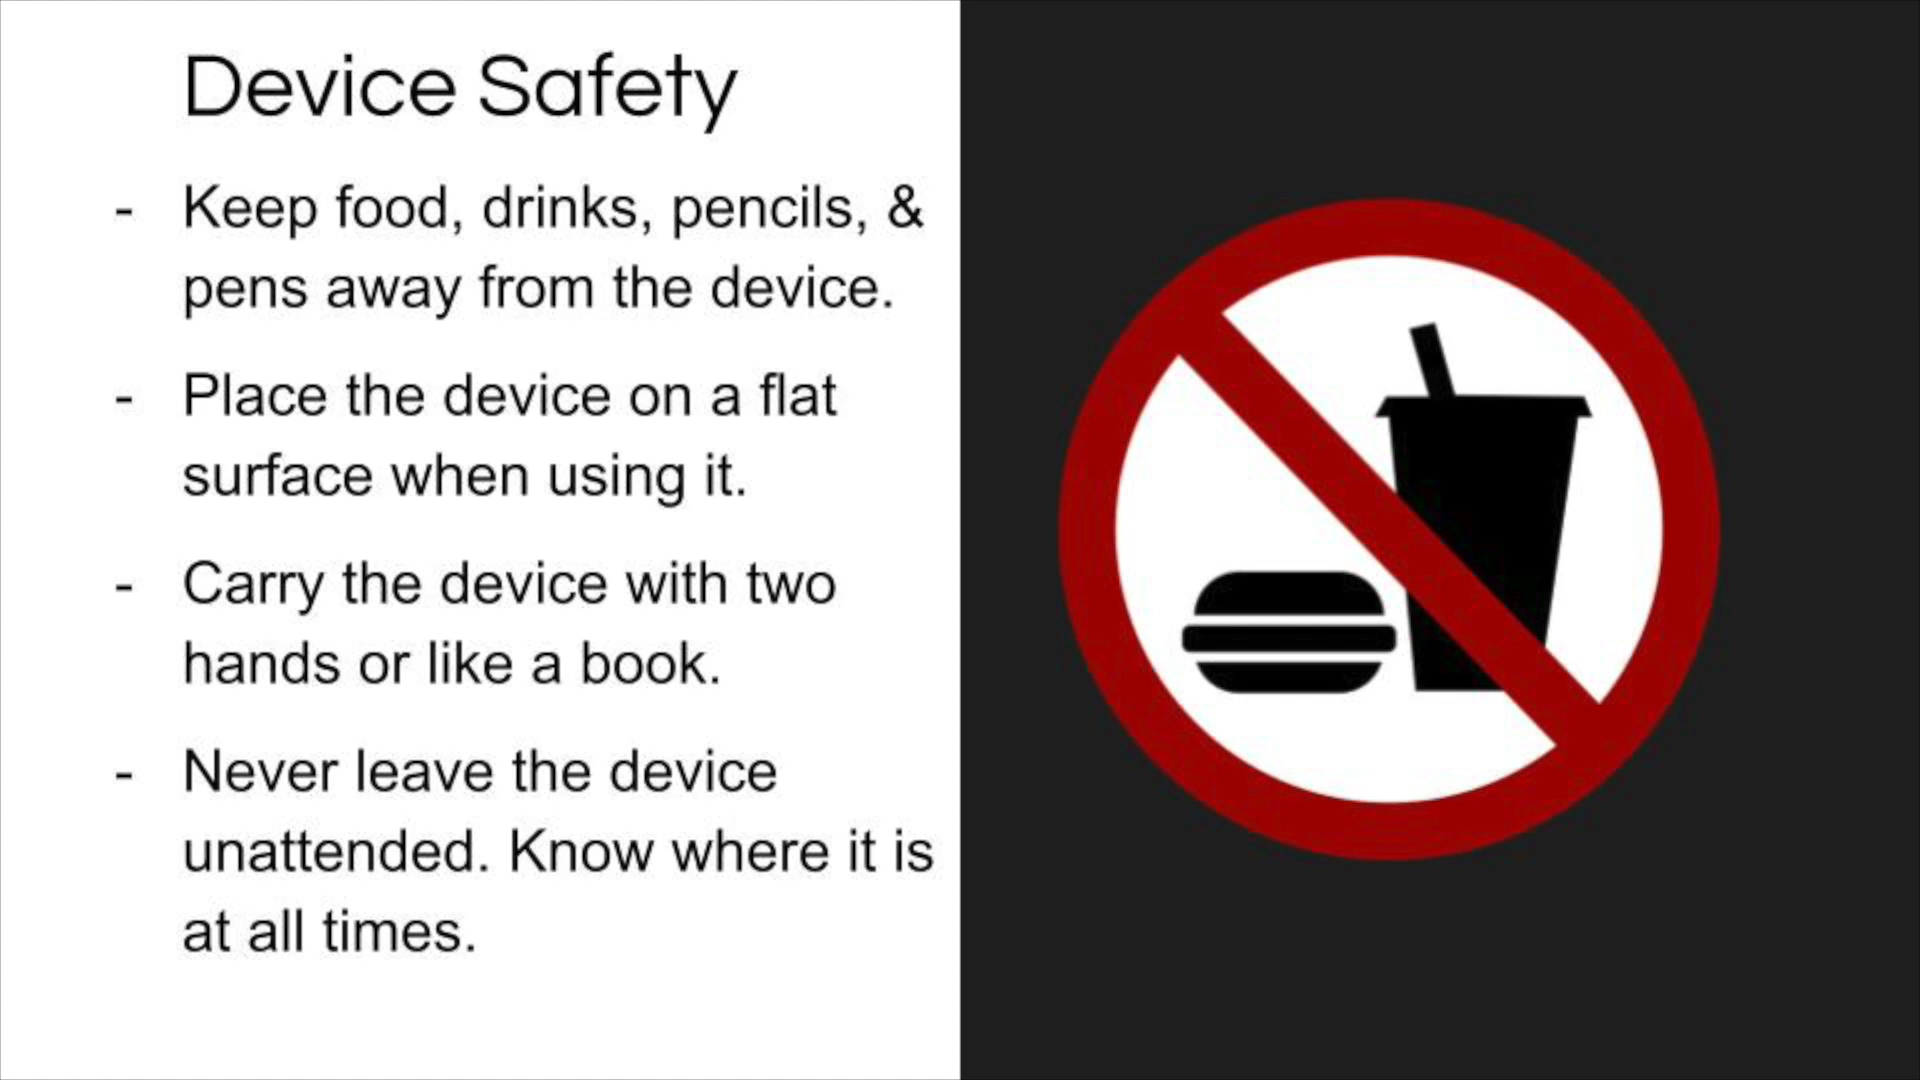 Device Safety
- Keep food, drinks, pencils, &
pens away from the device.
- Place the device on a flat
surface when using it.
- Carry the device with two
hands or like a book.
- Never leave the device
unattended. Know where it is
at all times.